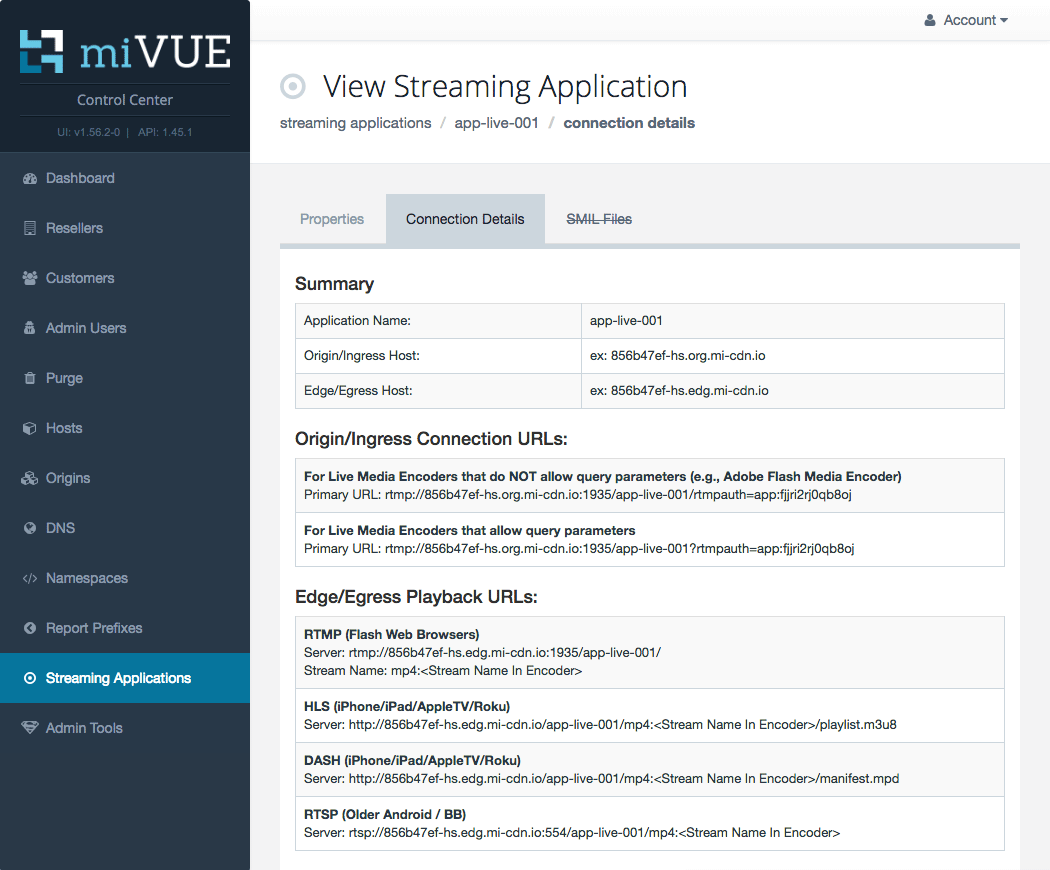 miVUE
Control Center
UI: v1.56.2-0 | API: 1.45.1
Dashboard
Resellers
Customers
Admin Users
Purge
Hosts
Origins
DNS
Namespaces
Report Prefixes
Streaming Applications
Admin Tools
Account
View Streaming Application
streaming applications / app-live-001 / connection details
Properties
Connection Details
SMIL Files
Summary
Application Name: app-live-001
Origin/Ingress Host: ex: 856b47ef-hs.org.mi-cdn.io
Edge/Egress Host: ex: 856b47ef-hs.edg.mi-cdn.io
Origin/Ingress Connection URLs:
For Live Media Encoders that do NOT allow query parameters (e.g., Adobe Flash Media Encoder)
Primary URL: rtmp://856b47ef-hs.org.mi-cdn.io:1935/app-live-001/rtmpauth=app:fjjri2rj0qb8oj
For Live Media Encoders that allow query parameters
Primary URL: rtmp://856b47ef-hs.org.mi-cdn.io:1935/app-live-001?rtmpauth=app:fjjri2rj0qb8oj
Edge/Egress Playback URLs:
RTMP (Flash Web Browsers)
Server: rtmp://856b47ef-hs.edg.mi-cdn.io:1935/app-live-001/
Stream Name: mp4:<Stream Name In Encoder>
HLS (iPhone/iPad/AppleTV/Roku)
Server: http://856b47ef-hs.edg.mi-cdn.io/app-live-001/mp4:<Stream Name In Encoder>/playlist.m3u8
DASH (iPhone/iPad/AppleTV/Roku)
Server: http://856b47ef-hs.edg.mi-cdn.io/app-live-001/mp4:<Stream Name In Encoder>/manifest.mpd
RTSP (Older Android / BB)
Server: rtsp://856b47ef-hs.edg.mi-cdn.io:554/app-live-001/mp4:<Stream Name In Encoder>